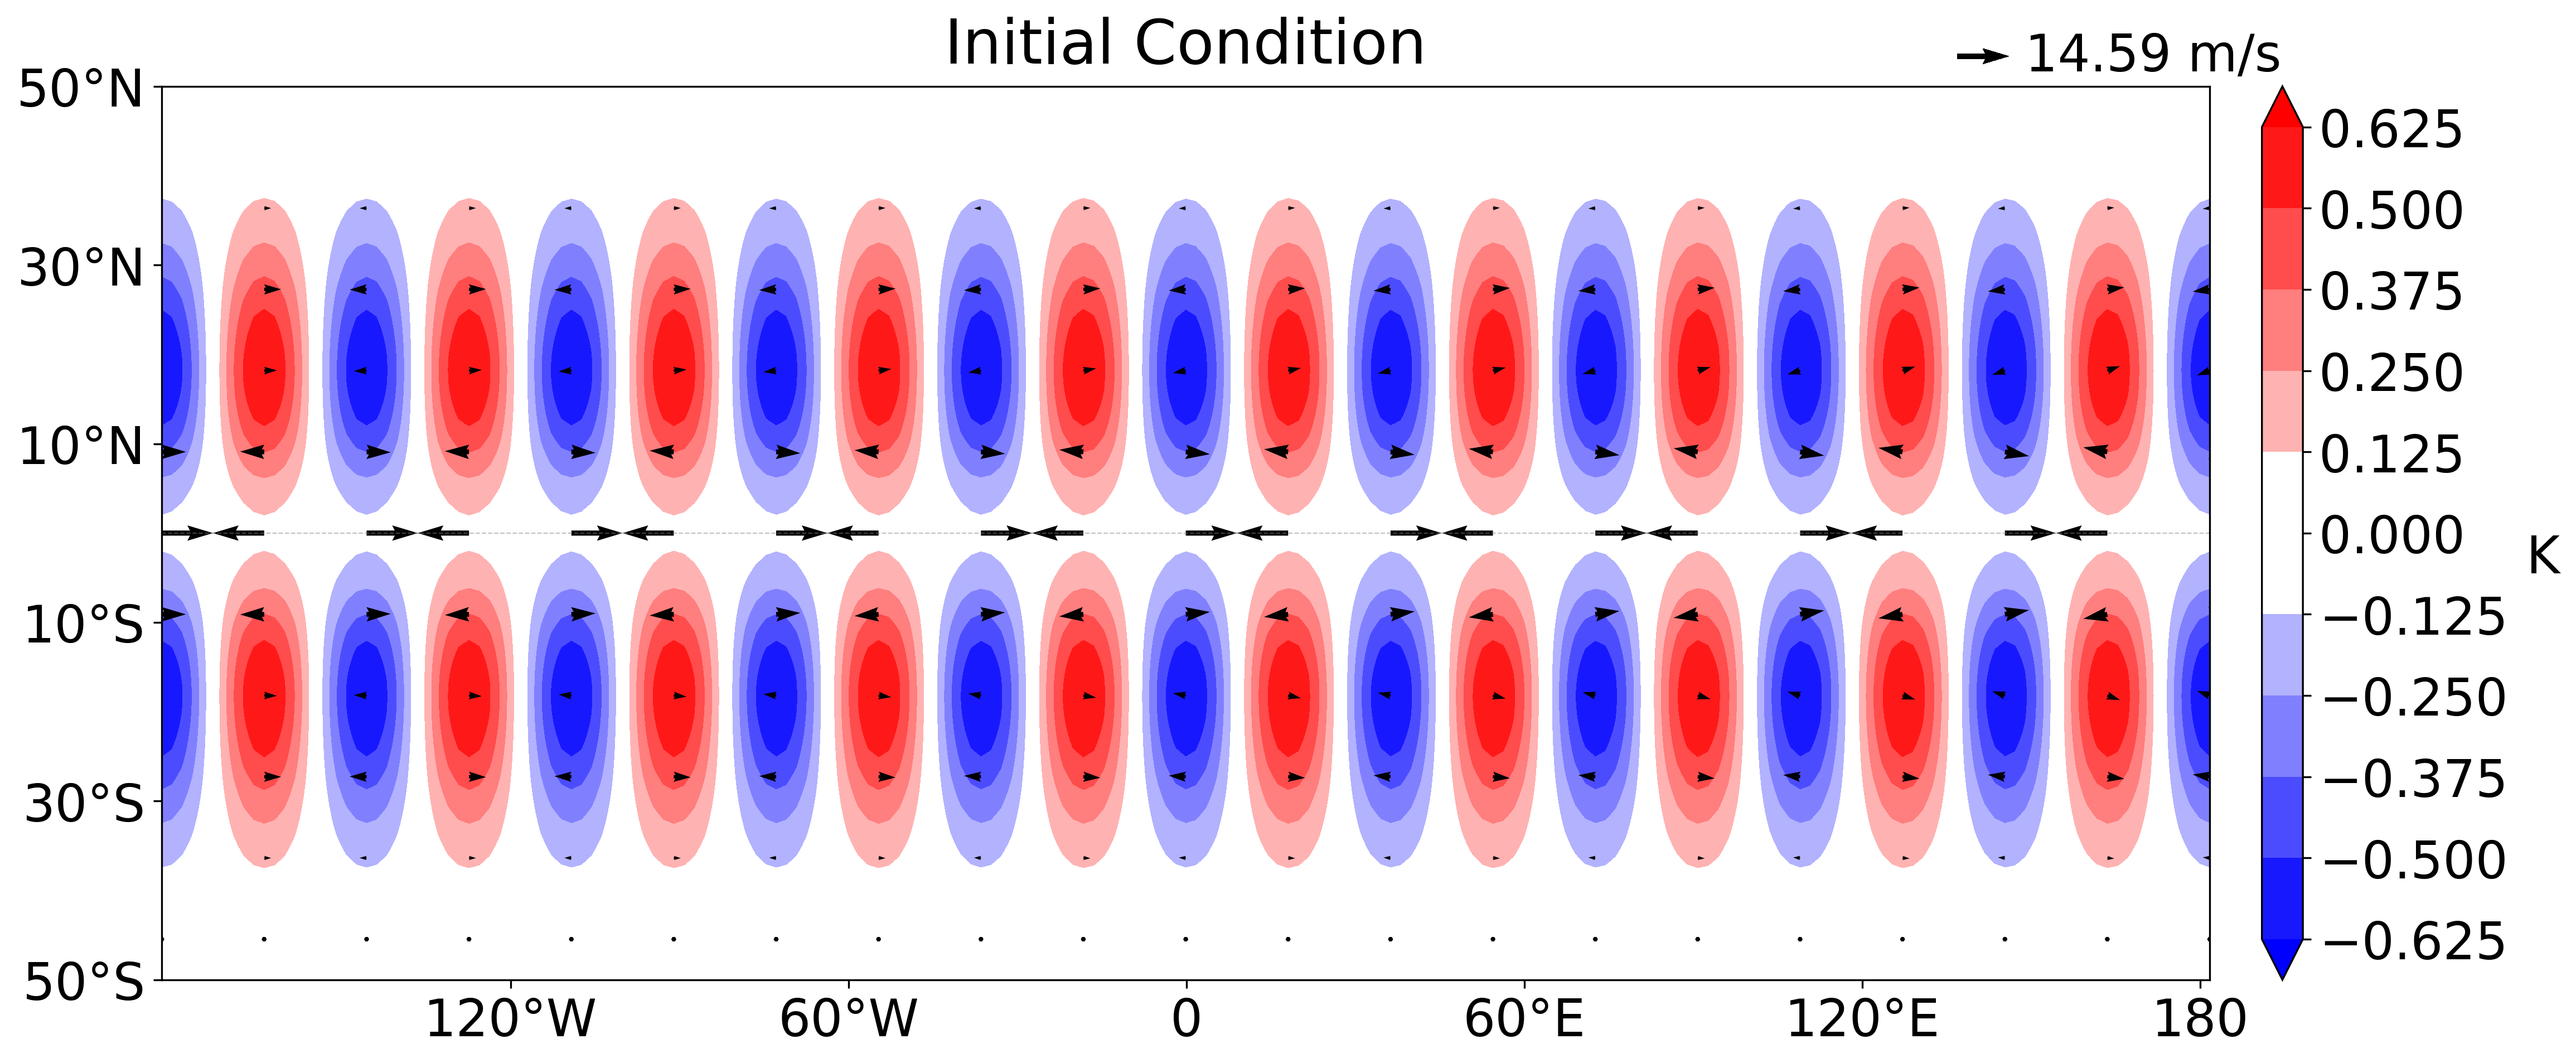 Initial Condition
14.59 m/s
50°N
30°N
10°N
10°S
30°S
50°S
120°W
60°W
0
60°E
120°E
180
0.625
0.500
0.375
0.250
0.125
0.000
−0.125
−0.250
−0.375
−0.500
−0.625
K